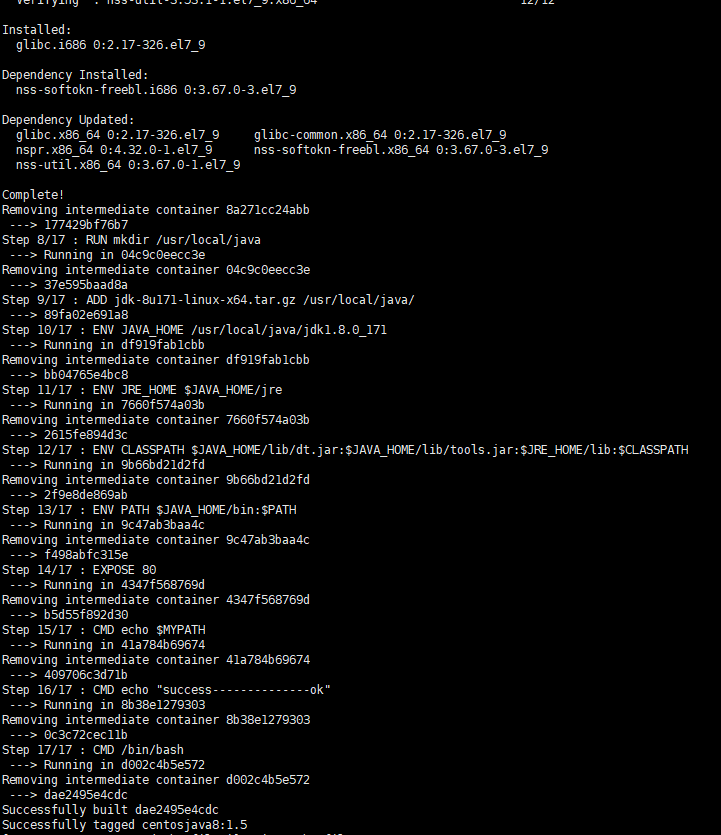 Verifying  : nss-util-3.53.1-1.el7_9.x86_64 12/12
Installed:
glibc.i686 0:2.17-326.el7_9
Dependency Installed:
nss-softokn-freebl.i686 0:3.67.0-3.el7_9
Dependency Updated:
glibc.x86_64 0:2.17-326.el7_9 glibc-common.x86_64 0:2.17-326.el7_9
nspr.x86_64 0:4.32.0-1.el7_9 nss-softokn-freebl.x86_64 0:3.67.0-3.el7_9
nss-util.x86_64 0:3.67.0-1.el7_9
Complete!
Removing intermediate container 8a271cc24abb
---> 177429bf76b7
Step 8/17 : RUN mkdir /usr/local/java
---> Running in 04c9c0eecc3e
Removing intermediate container 04c9c0eecc3e
---> 37e595baad8a
Step 9/17 : ADD jdk-8u171-linux-x64.tar.gz /usr/local/java/
---> 89fa02e691a8
Step 10/17 : ENV JAVA_HOME /usr/local/java/jdk1.8.0_171
---> Running in df919fab1cbb
Removing intermediate container df919fab1cbb
---> bb04765e4bc8
Step 11/17 : ENV JRE_HOME $JAVA_HOME/jre
---> Running in 7660f574a03b
Removing intermediate container 7660f574a03b
---> 2615fe894d3c
Step 12/17 : ENV CLASSPATH $JAVA_HOME/lib/dt.jar:$JAVA_HOME/lib/tools.jar:$JRE_HOME/lib:$CLASSPATH
---> Running in 9b66bd21d2fd
Removing intermediate container 9b66bd21d2fd
---> 2f9e8de869ab
Step 13/17 : ENV PATH $JAVA_HOME/bin:$PATH
---> Running in 9c47ab3baa4c
Removing intermediate container 9c47ab3baa4c
---> f498abfc315e
Step 14/17 : EXPOSE 80
---> Running in 4347f568769d
Removing intermediate container 4347f568769d
---> b5d55f892d30
Step 15/17 : CMD echo $MYPATH
---> Running in 41a784b69674
Removing intermediate container 41a784b69674
---> 409706c3d71b
Step 16/17 : CMD echo "success--------------ok"
---> Running in 8b38e1279303
Removing intermediate container 8b38e1279303
---> 0c3c72cec11b
Step 17/17 : CMD /bin/bash
---> Running in d002c4b5e572
Removing intermediate container d002c4b5e572
---> dae2495e4cdc
Successfully built dae2495e4cdc
Successfully tagged centosjava8:1.5